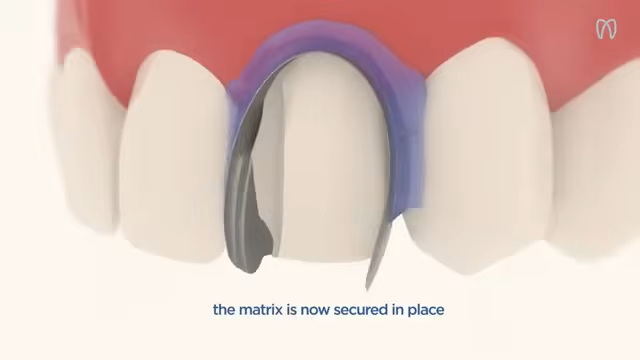 the matrix is now secured in place